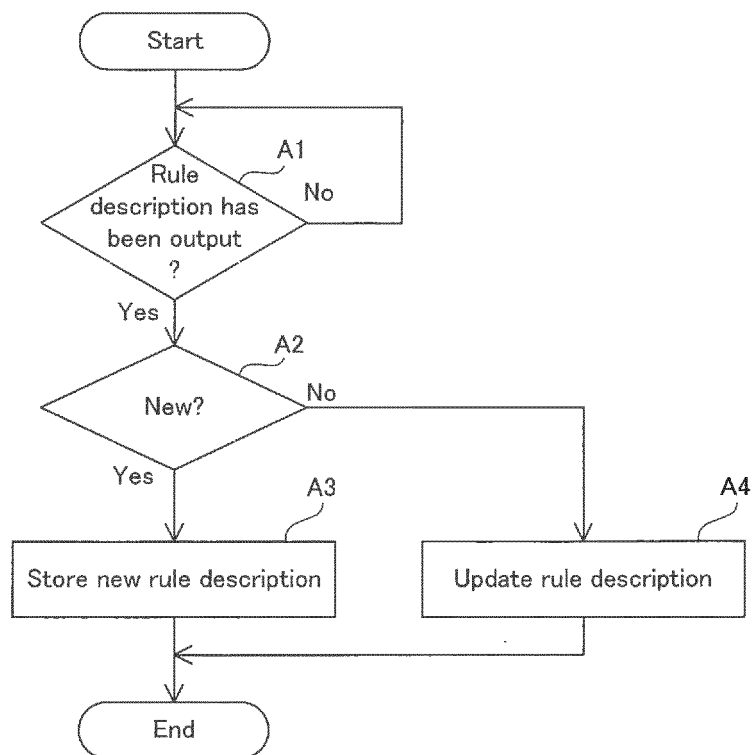 Start
A1
Rule
description has
been output
?
No
Yes
A2
New?
No
Yes
A3
Store new rule description
A4
Update rule description
End